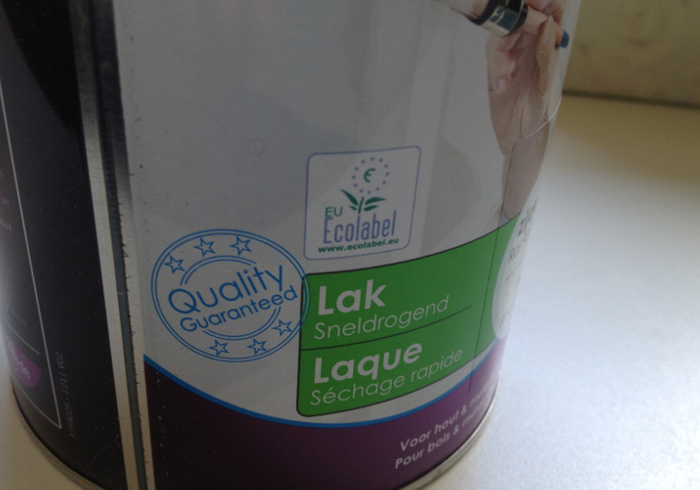 EU
Ecolabel
www.ecolabel.eu
Quality
Guaranteed
Lak
Sneldrogend
Laque
Séchage rapide
Voor hout &
Pour bois &